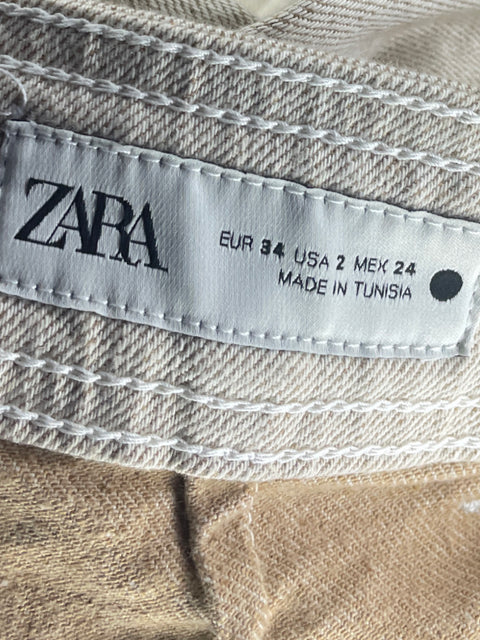 ZARA
EUR 34 USA 2 MEX 24
MADE IN TUNISIA